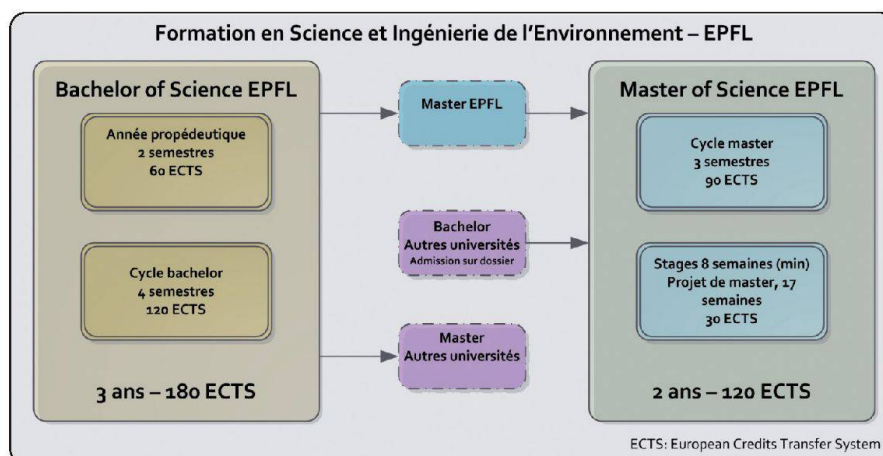 Formation en Science et Ingénierie de l'Environnement – EPFL
Bachelor of Science EPFL
Année propédeutique
2 semestres
60 ECTS
Cycle bachelor
4 semestres
120 ECTS
3 ans – 180 ECTS
Master EPFL
Bachelor
Autres universités
Admission sur dossier
Master
Autres universités
Master of Science EPFL
Cycle master
3 semestres
90 ECTS
Stages 8 semaines (min)
Projet de master, 17
semaines
30 ECTS
2 ans – 120 ECTS
ECTS: European Credits Transfer System